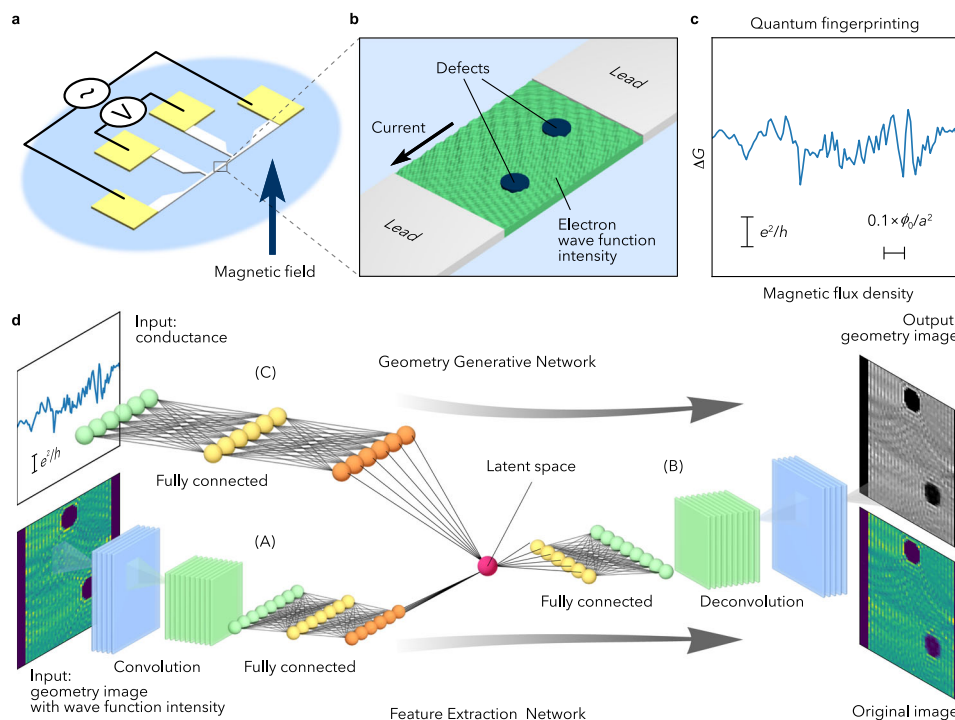 a
V
Magnetic field
b
Defects
Lead
Current
Electron
wave function
intensity
Lead
c
Quantum fingerprinting
ΔG
e²/h
0.1×ϕ₀/a²
Magnetic flux density
d
Input:
conductance
(C)
Geometry Generative Network
Output:
geometry image
e²/h
Fully connected
Latent space
(B)
(A)
Fully connected
Deconvolution
Convolution
Fully connected
Input:
geometry image
with wave function intensity
Feature Extraction Network
Original image